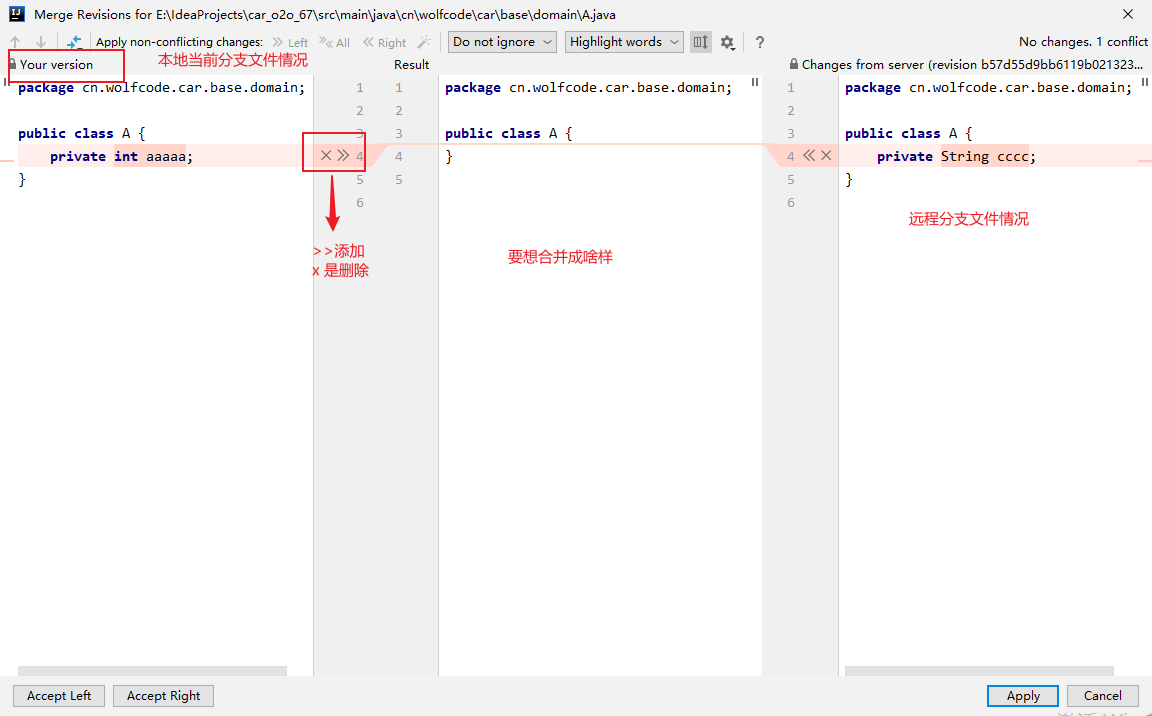 Merge Revisions for E:\IdeaProjects\car_o2o_67\src\main\java\cn\wolfcode\car\base\domain\A.java
Apply non-conflicting changes: Left All Right Do not ignore Highlight words ? No changes. 1 conflict
Your version 本地当前分支文件情况 Result Changes from server (revision b57d55d9bb6119b021323...
package cn.wolfcode.car.base.domain; 1 1 package cn.wolfcode.car.base.domain; 1 package cn.wolfcode.car.base.domain;
2 2 2
public class A { 3 3 public class A { 3 public class A {
private int aaaaa; 4 4 } 4 private String cccc;
} 5 5 5 }
6 6
远程分支文件情况
>>添加
x 是删除
要想合并成啥样
Accept Left Accept Right Apply Cancel